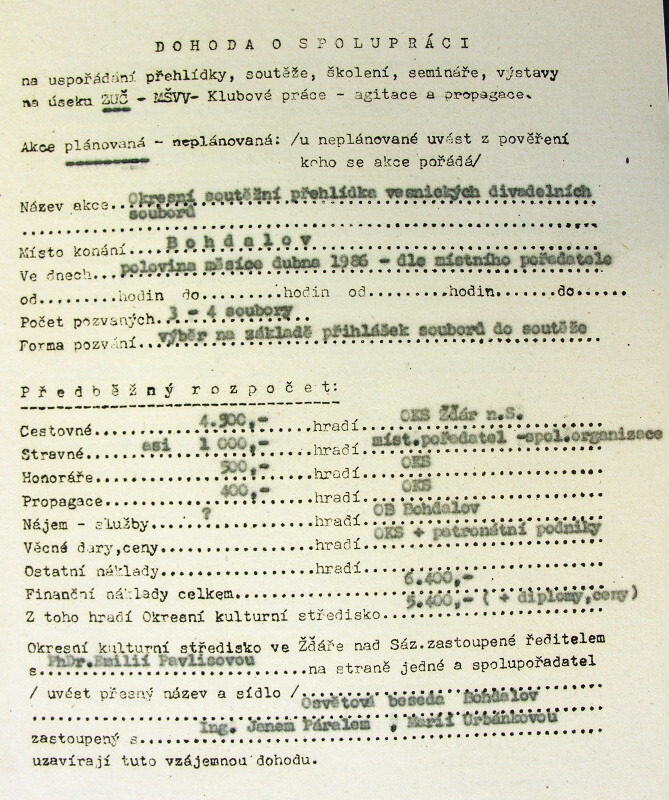 DOHODA O SPOLUPRÁCI
na uspořádání přehlídky, soutěže, školení, semináře, výstavy
na úseku ZUČ - MŠVV- Klubové práce - agitace a propagace.
Akce plánovaná - neplánovaná: /u neplánované uvést z pověření
koho se akce pořádá/
Název akce..Okresní soutěžní přehlídka vesnických divadelních
souborů
Místo konání....Bohdalov
Ve dnech...polovina měsíce dubna 1986 - dle místního pořadatele
od.........hodin do..........hodin od.........hodin......do......
Počet pozvaných..3 - 4 soubory
Forma pozvání...výběr na základě přihlášek souborů do soutěže
Předběžný rozpočet:
Cestovné............4.500,-......hradí....OKS Žďár n.S.
Stravné......asi 1 000,-......hradí.míst.pořadatel -spol.organizace
Honoráře............500,-......hradí....OKS
Propagace...........400,-......hradí....OKS
Nájem - služby......?..........hradí.OB Bohdalov
Věcné dary,ceny................hradí.OKS + patronátní podniky
Ostatní náklady................hradí
Finanční náklady celkem................6.400,-
Z toho hradí Okresní kulturní středisko...5.400,- ( + diplomy,ceny)
Okresní kulturní středisko ve Žďáře nad Sáz.zastoupené ředitelem
s.PhDr.Emilií Pavlisovou......na straně jedné a spolupořadatel
/ uvést přesný název a sídlo /.Osvětová beseda Bohdalov
zastoupený s......Ing. Janem Páralem , Marií Urbánkovou
uzavírají tuto vzájemnou dohodu.